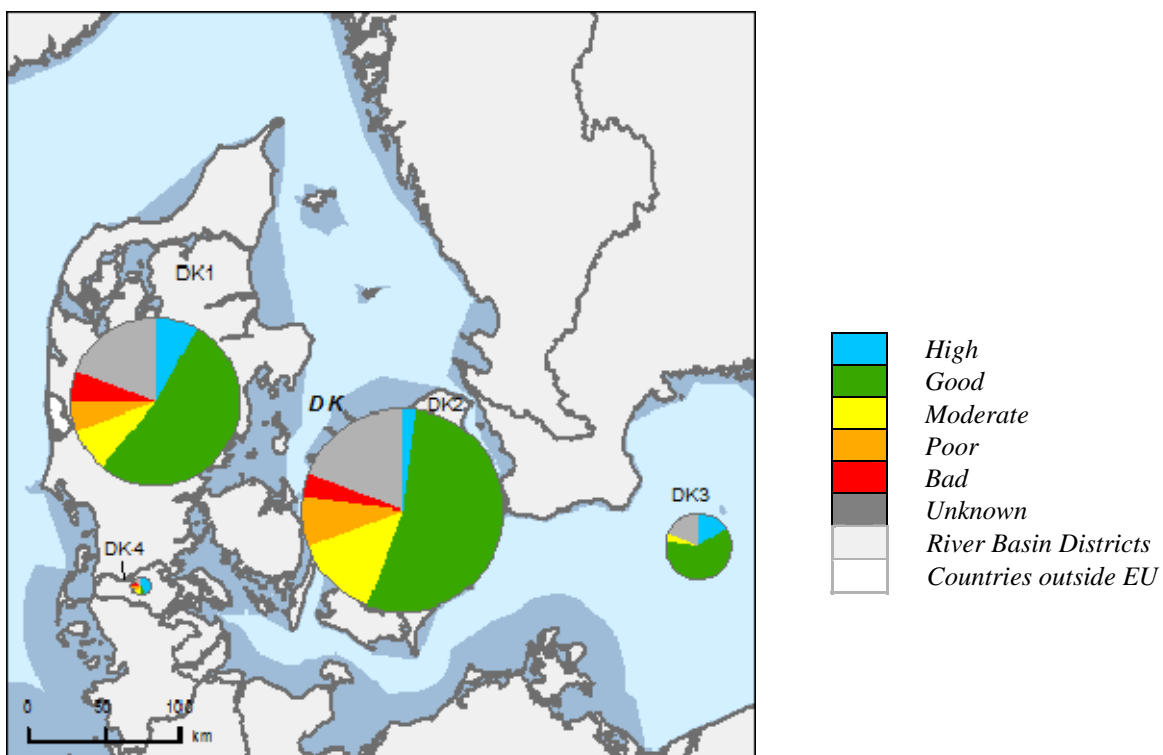 DK1
DK
DK2
DK3
DK4
0 50 100
km
High
Good
Moderate
Poor
Bad
Unknown
River Basin Districts
Countries outside EU